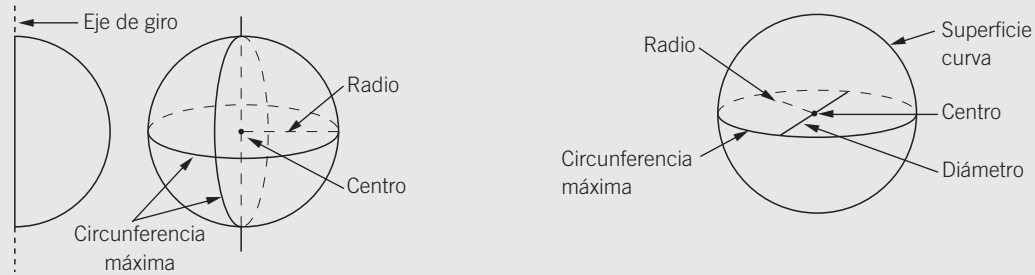 Eje de giro
Radio
Centro
Circunferencia
máxima
Superficie
curva
Radio
Centro
Circunferencia
máxima
Diámetro